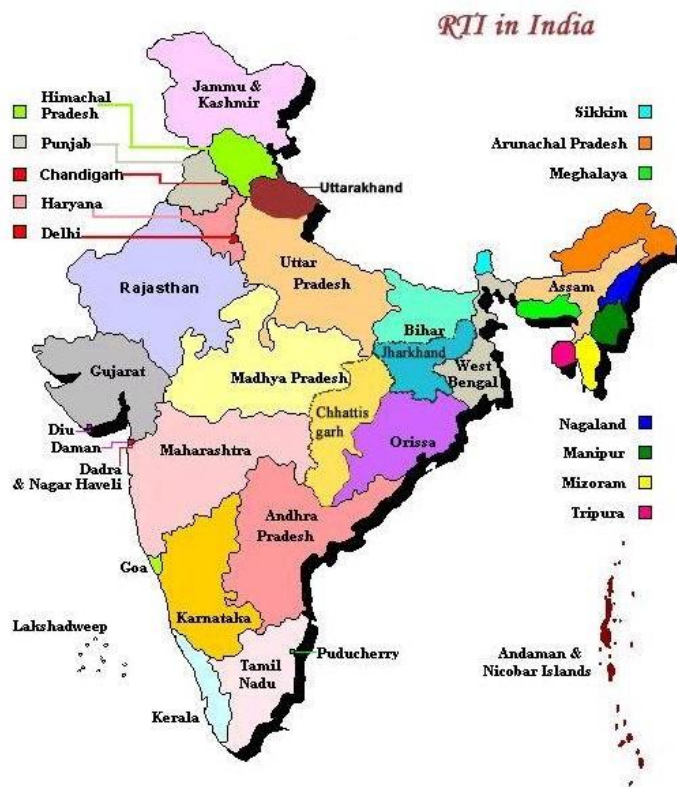 RTI in India
Jammu &
Kashmir
Himachal
Pradesh
Punjab
Chandigarh
Haryana
Delhi
Uttarakhand
Sikkim
Arunachal Pradesh
Meghalaya
Rajasthan
Uttar
Pradesh
Assam
Bihar
Jharkhand
West
Bengal
Gujarat
Madhya Pradesh
Chhattis
garh
Orissa
Diu
Daman
Dadra
& Nagar Haveli
Maharashtra
Nagaland
Manipur
Mizoram
Tripura
Andhra
Pradesh
Goa
Karnataka
Lakshadweep
Puducherry
Tamil
Nadu
Kerala
Andaman &
Nicobar Islands